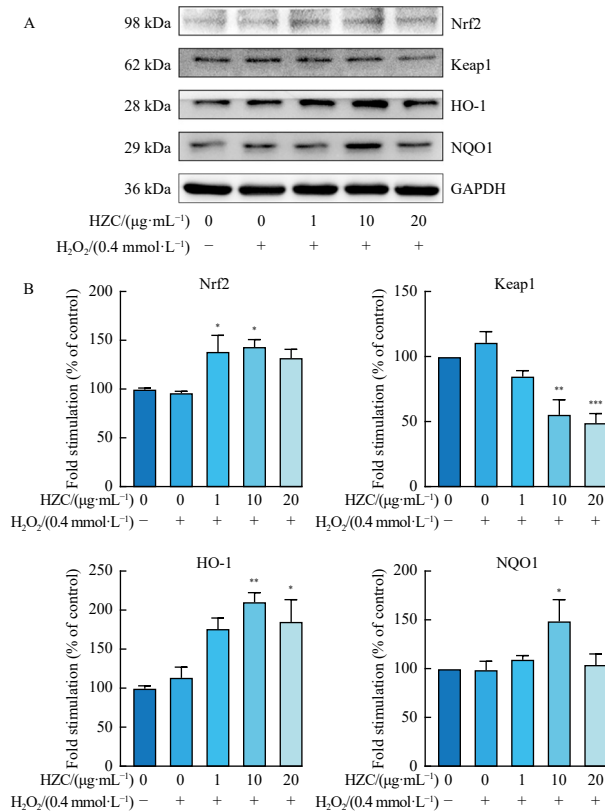 A
98 kDa Nrf2
62 kDa Keap1
28 kDa HO-1
29 kDa NQO1
36 kDa GAPDH
HZC/(μg·mL⁻¹) 0 0 1 10 20
H₂O₂/(0.4 mmol·L⁻¹) − + + + +
B
Nrf2
Fold stimulation (% of control)
200
150
100
50
0
* *
HZC/(μg·mL⁻¹) 0 0 1 10 20
H₂O₂/(0.4 mmol·L⁻¹) − + + + +
Keap1
Fold stimulation (% of control)
150
100
50
0
** ***
HZC/(μg·mL⁻¹) 0 0 1 10 20
H₂O₂/(0.4 mmol·L⁻¹) − + + + +
HO-1
Fold stimulation (% of control)
250
200
150
100
50
0
** *
HZC/(μg·mL⁻¹) 0 0 1 10 20
H₂O₂/(0.4 mmol·L⁻¹) − + + + +
NQO1
Fold stimulation (% of control)
200
150
100
50
0
*
HZC/(μg·mL⁻¹) 0 0 1 10 20
H₂O₂/(0.4 mmol·L⁻¹) − + + + +